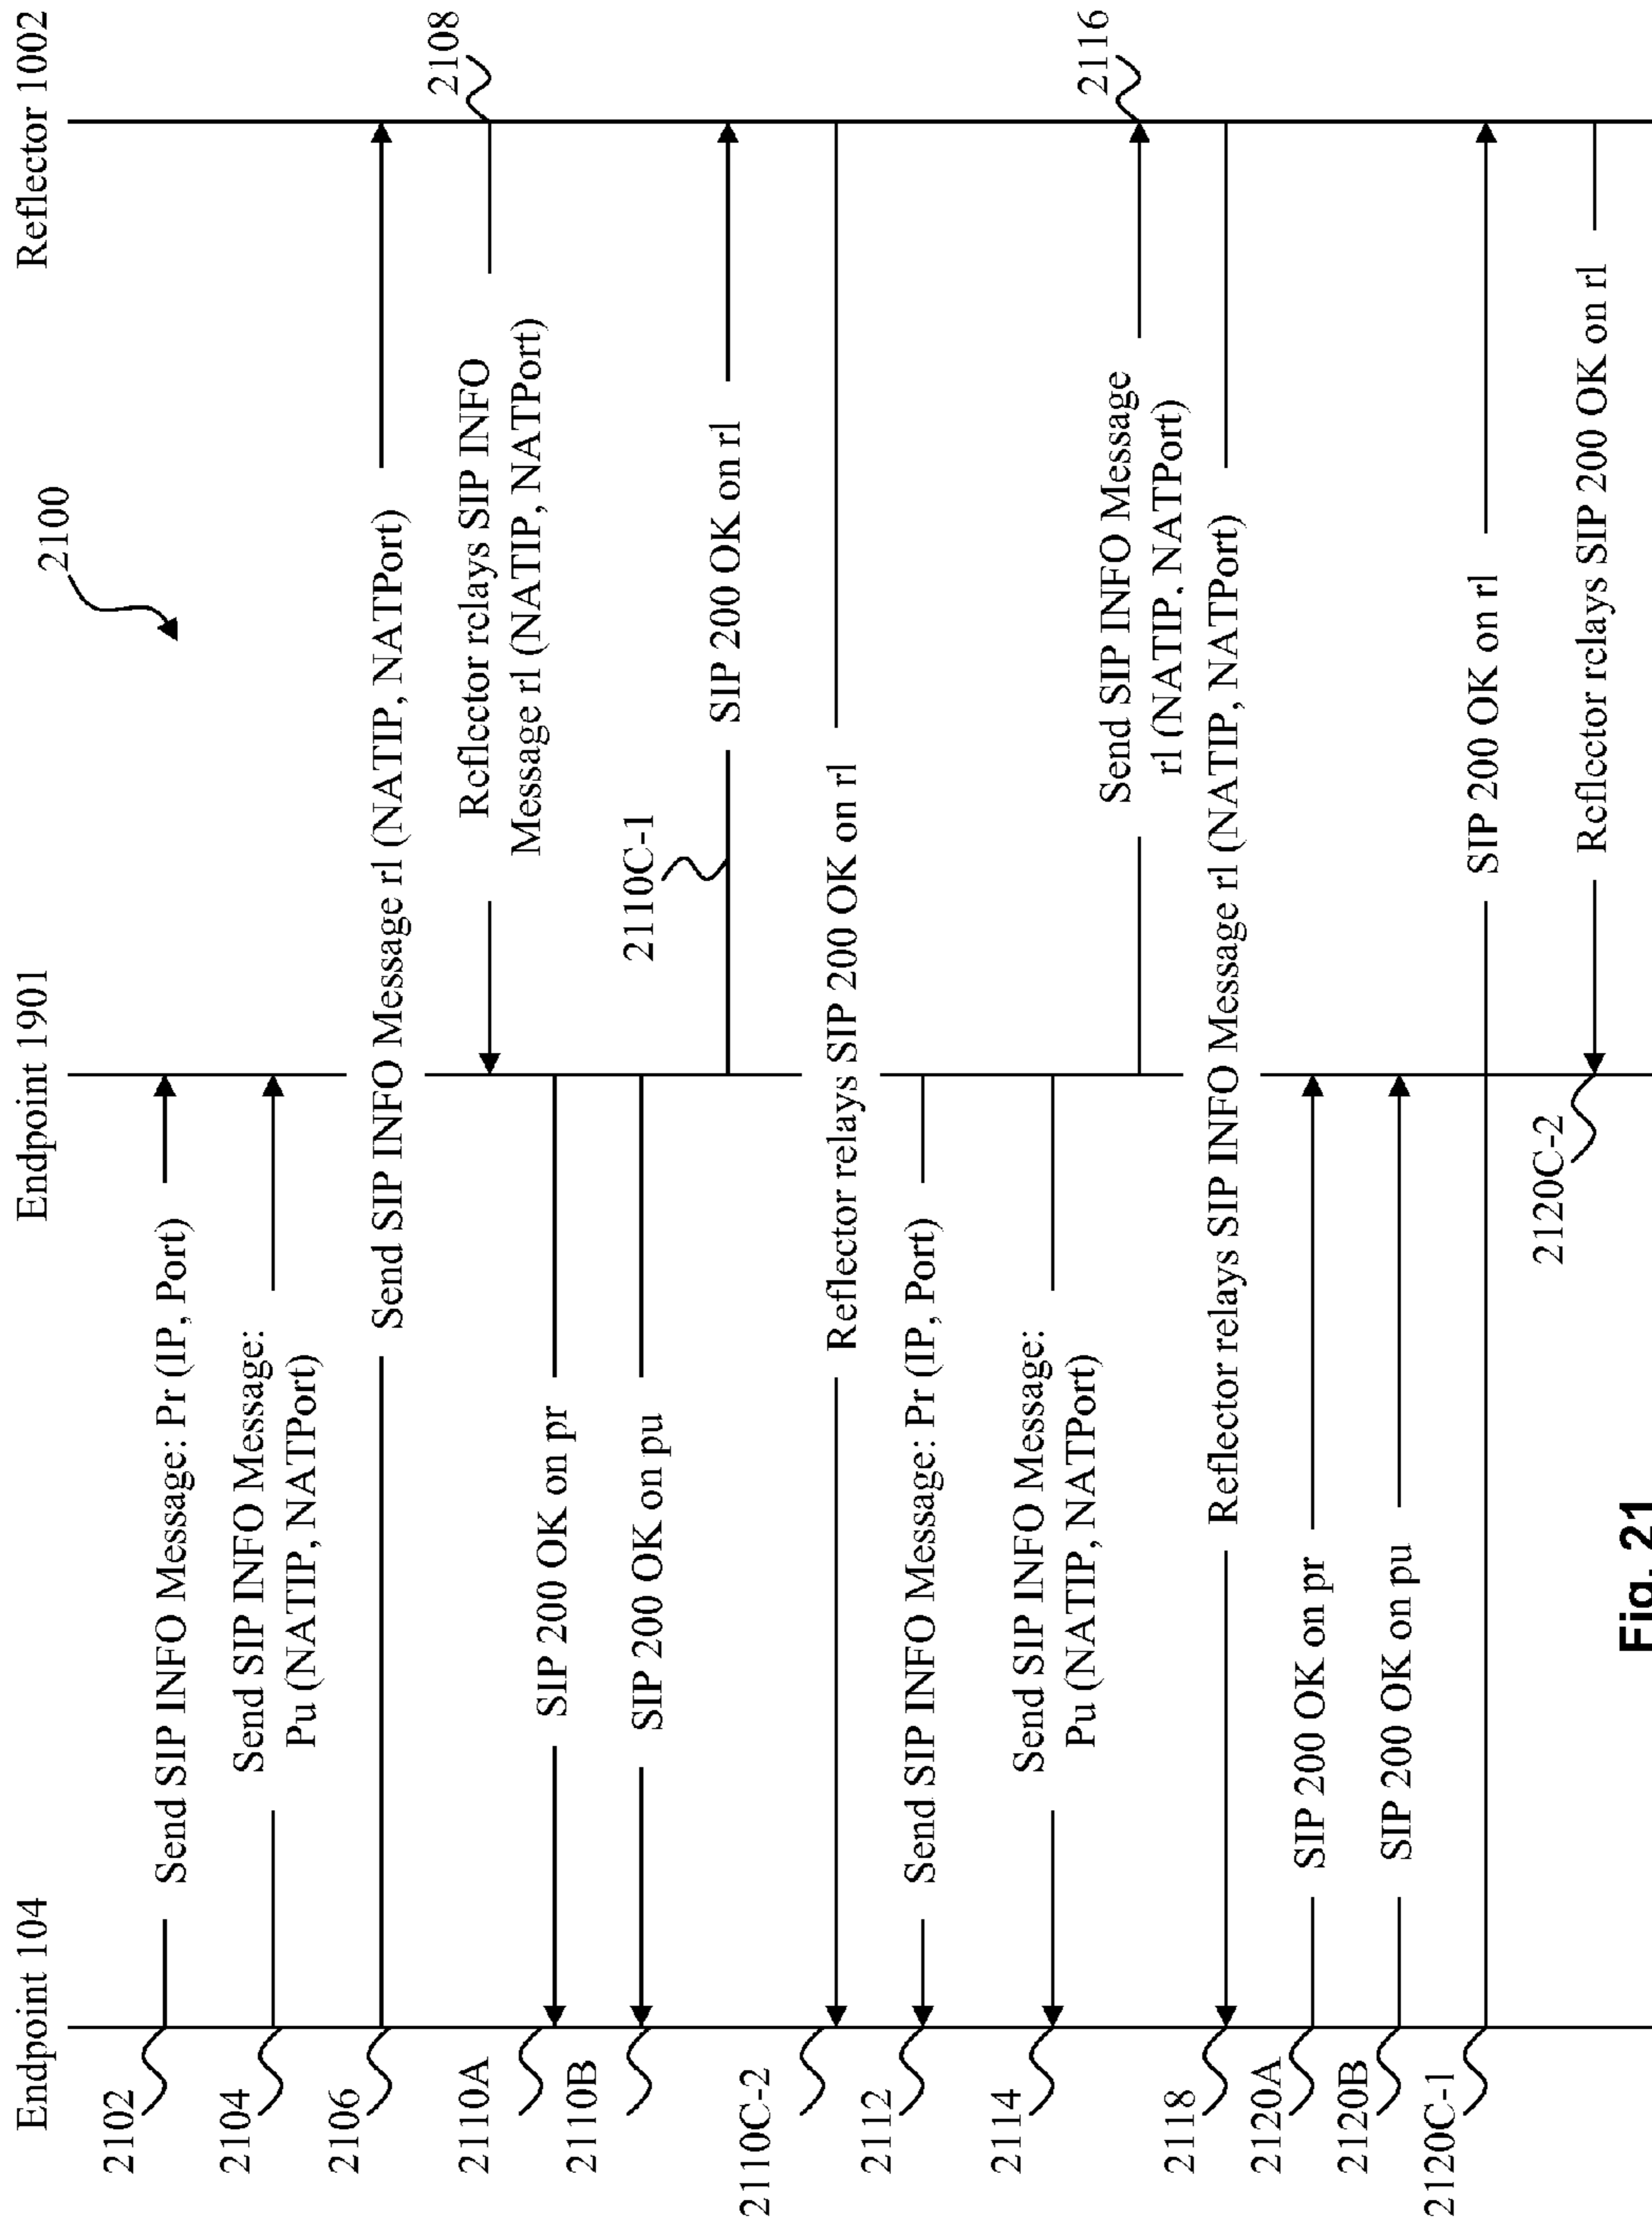 Endpoint 104
Endpoint 1901
Reflector 1002
2100
2102
Send SIP INFO Message: Pr (IP, Port)
2104
Send SIP INFO Message:
Pu (NATIP, NATPort)
2106
Send SIP INFO Message rl (NATIP, NATPort)
2108
Reflector relays SIP INFO
Message rl (NATIP, NATPort)
2110A
SIP 200 OK on pr
2110B
SIP 200 OK on pu
2110C-1
SIP 200 OK on rl
2110C-2
Reflector relays SIP 200 OK on rl
2112
Send SIP INFO Message: Pr (IP, Port)
2114
Send SIP INFO Message:
Pu (NATIP, NATPort)
2116
Send SIP INFO Message
rl (NATIP, NATPort)
2118
Reflector relays SIP INFO Message rl (NATIP, NATPort)
2120A
SIP 200 OK on pr
2120B
SIP 200 OK on pu
2120C-1
SIP 200 OK on rl
2120C-2
Reflector relays SIP 200 OK on rl
Fig. 21